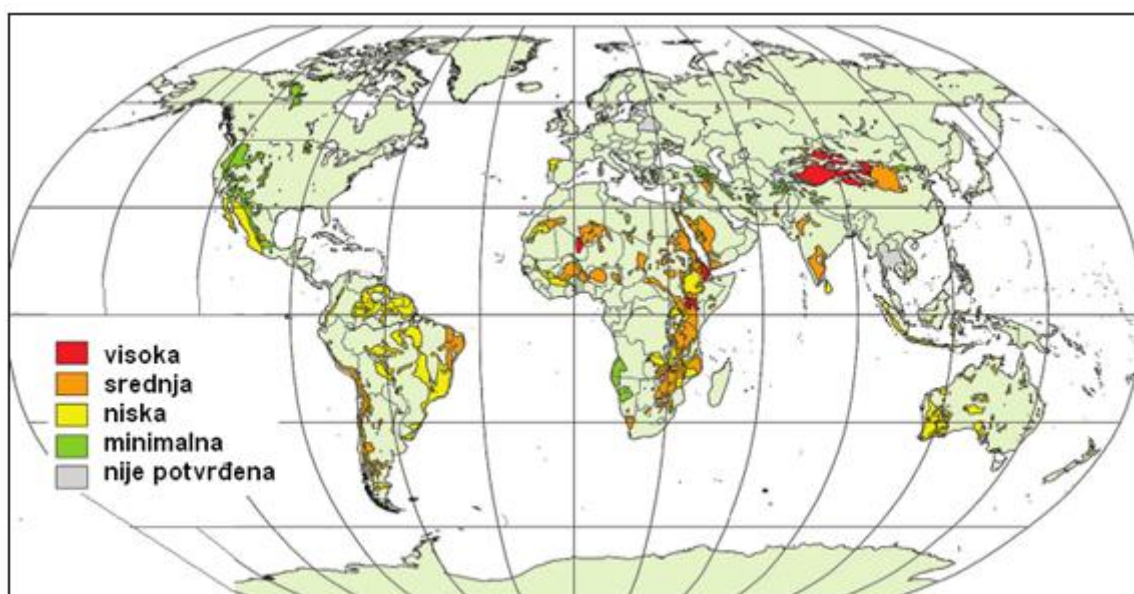 visoka
srednja
niska
minimalna
nije potvrđena